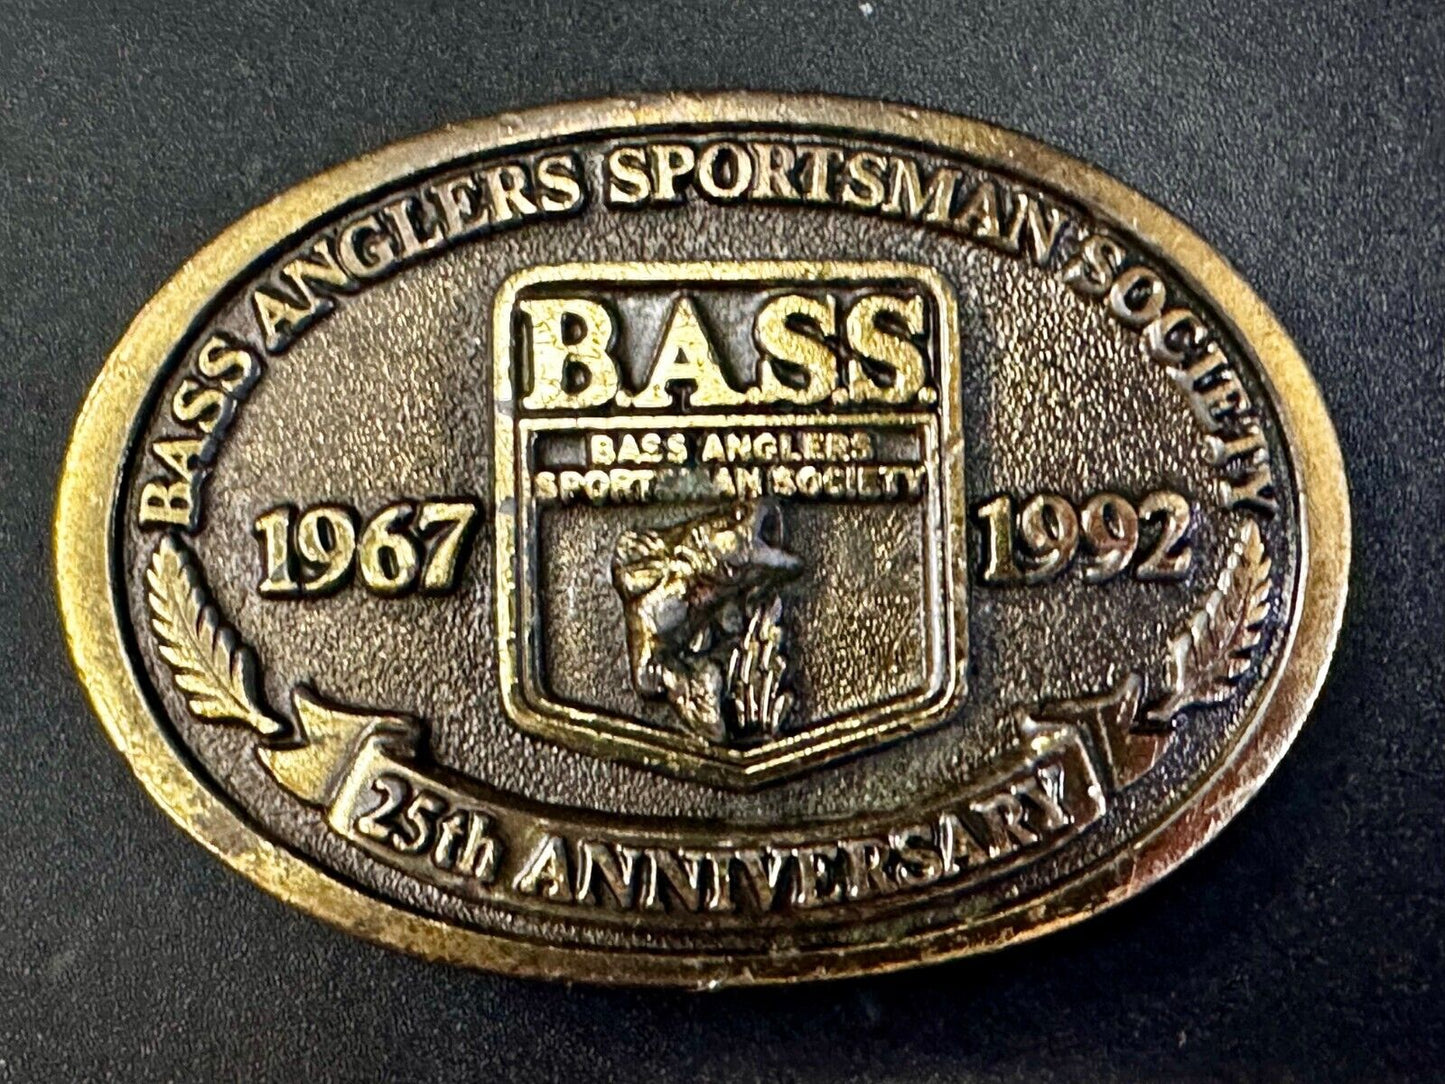 BASS ANGLERS SPORTSMAN SOCIETY
B.A.S.S.
BASS ANGLERS
SPORTSMAN SOCIETY
1967
1992
25th ANNIVERSARY